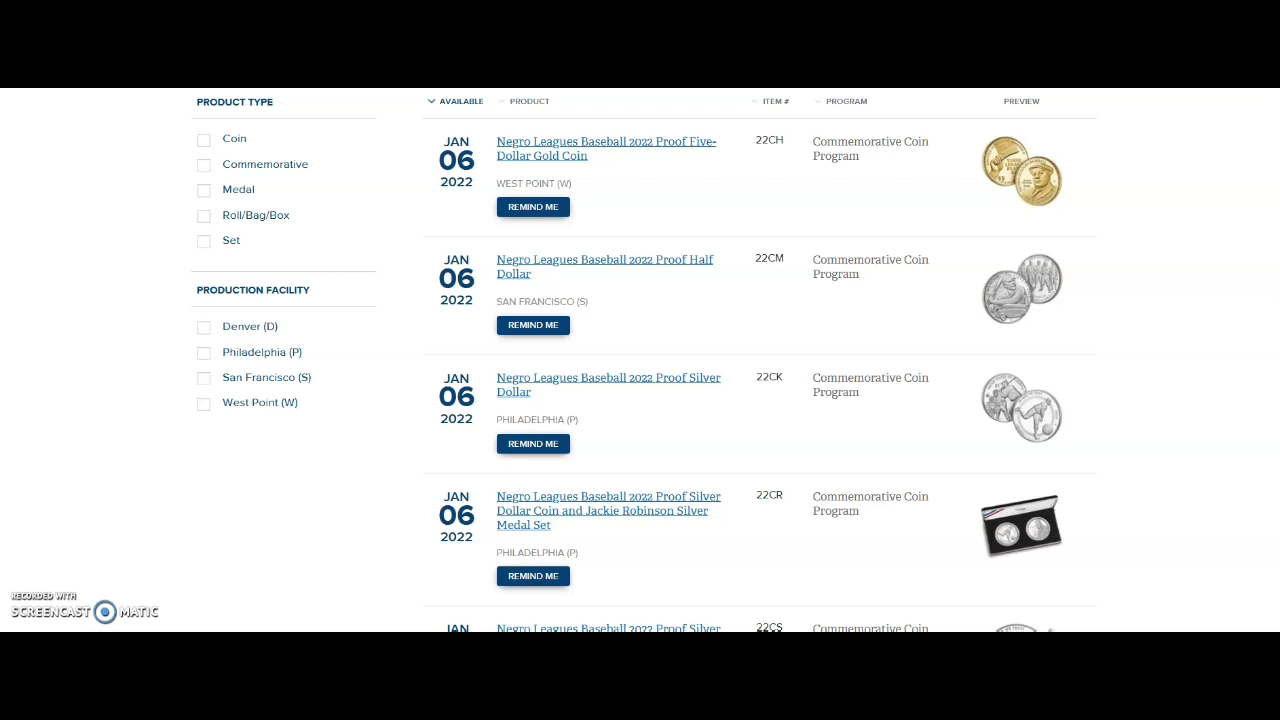 PRODUCT TYPE
Coin
Commemorative
Medal
Roll/Bag/Box
Set
PRODUCTION FACILITY
Denver (D)
Philadelphia (P)
San Francisco (S)
West Point (W)
AVAILABLE PRODUCT ITEM # PROGRAM PREVIEW
JAN
06
2022
Negro Leagues Baseball 2022 Proof Five-
Dollar Gold Coin
WEST POINT (W)
REMIND ME
22CH
Commemorative Coin
Program
JAN
06
2022
Negro Leagues Baseball 2022 Proof Half
Dollar
SAN FRANCISCO (S)
REMIND ME
22CM
Commemorative Coin
Program
JAN
06
2022
Negro Leagues Baseball 2022 Proof Silver
Dollar
PHILADELPHIA (P)
REMIND ME
22CK
Commemorative Coin
Program
JAN
06
2022
Negro Leagues Baseball 2022 Proof Silver
Dollar Coin and Jackie Robinson Silver
Medal Set
PHILADELPHIA (P)
REMIND ME
22CR
Commemorative Coin
Program
JAN
Negro Leagues Baseball 2022 Proof Silver
22CS
Commemorative Coin
RECORDED WITH
SCREENCAST MATIC